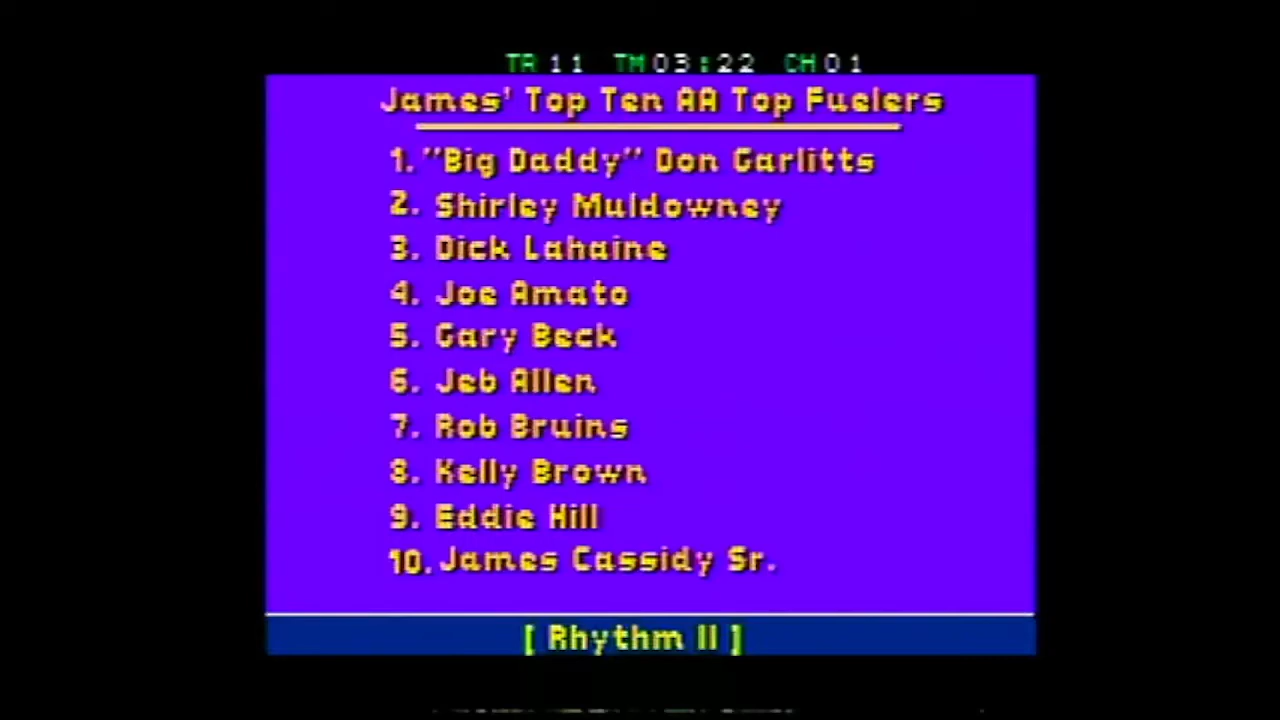 TR 11 TM 03:22 CH 01
James' Top Ten AA Top Fuelers
1. "Big Daddy" Don Garlitts
2. Shirley Muldowney
3. Dick Lahaine
4. Joe Amato
5. Gary Beck
6. Jeb Allen
7. Rob Bruins
8. Kelly Brown
9. Eddie Hill
10. James Cassidy Sr.
[ Rhythm II ]